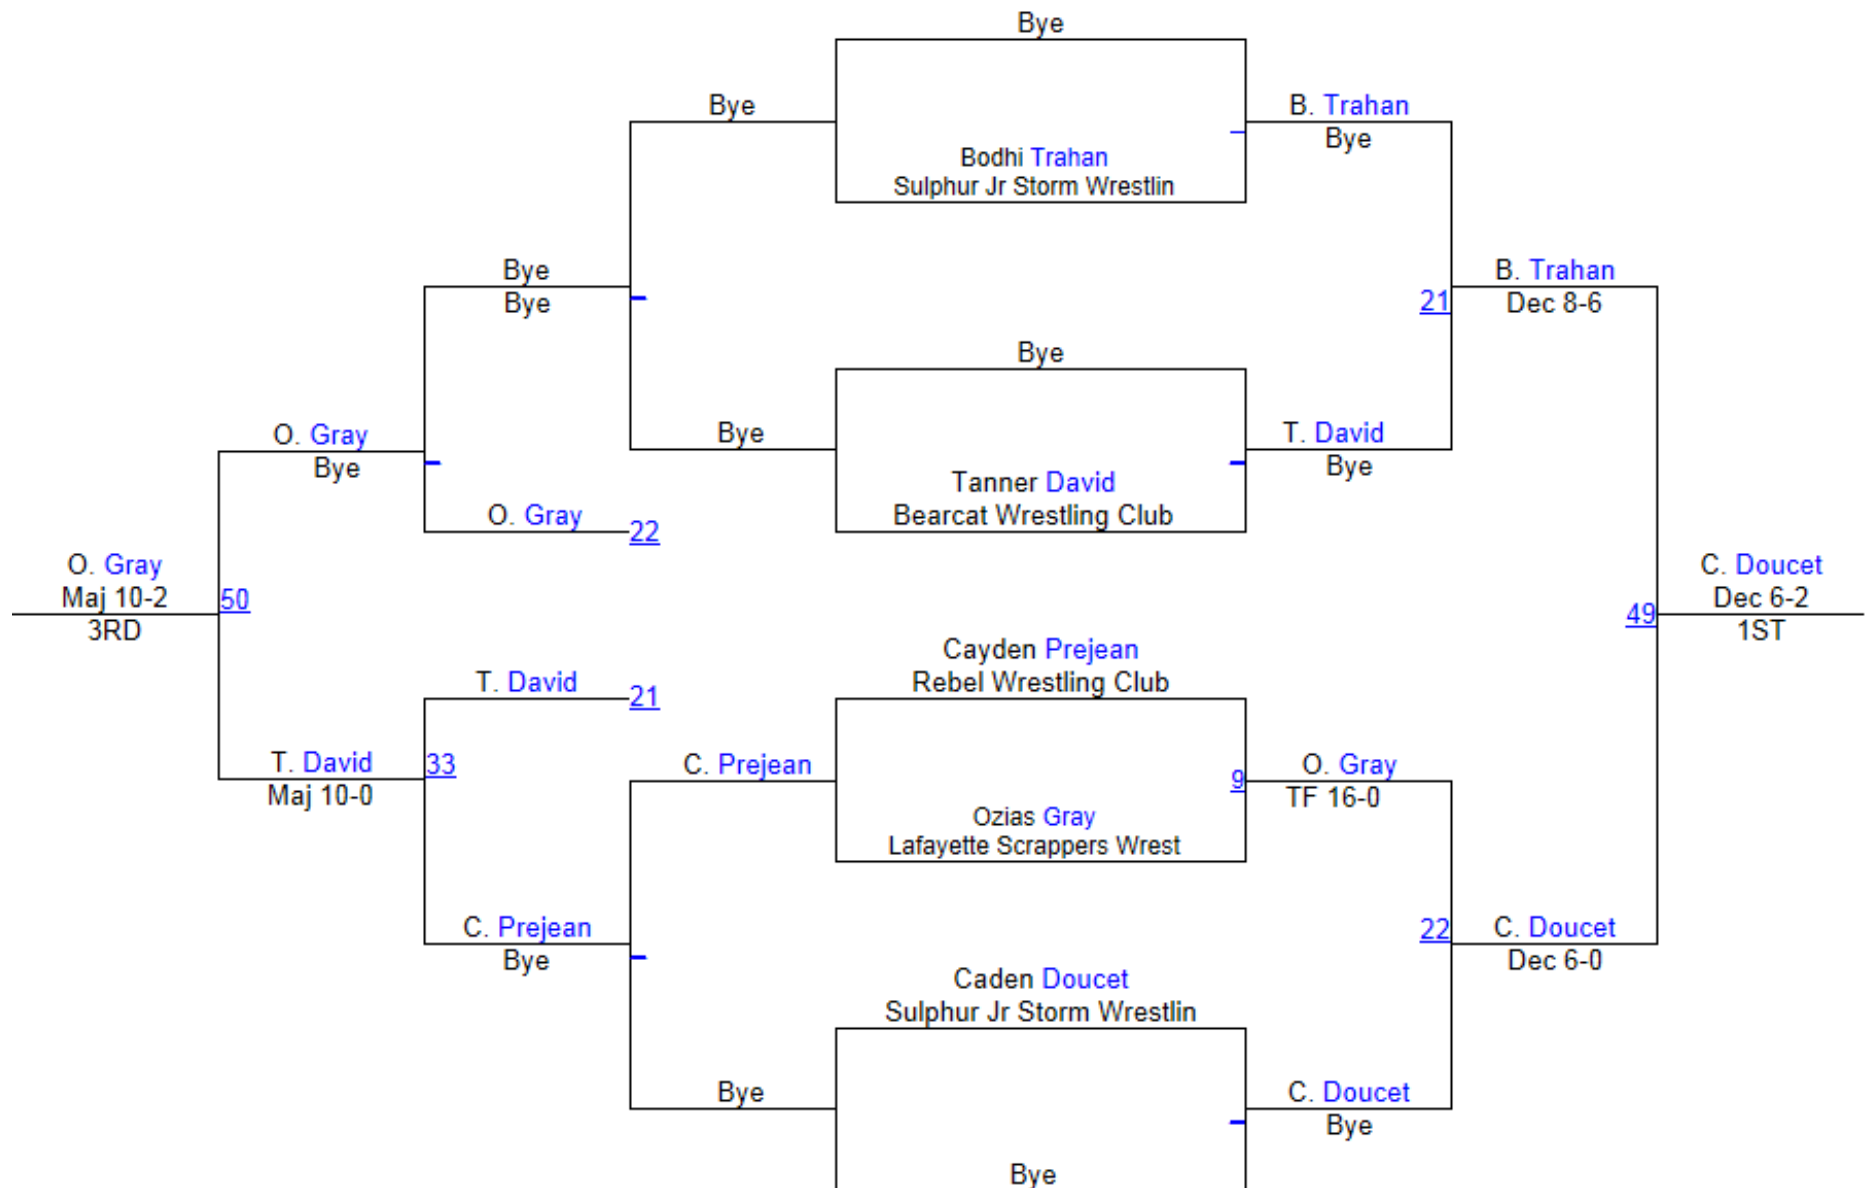 Bye
Bye
B. Trahan
Bye
Bodhi Trahan
Sulphur Jr Storm Wrestlin
Bye
Bye
B. Trahan
21
Dec 8-6
Bye
O. Gray
Bye
Bye
T. David
Bye
Tanner David
Bearcat Wrestling Club
O. Gray
22
O. Gray
Maj 10-2
50
3RD
C. Doucet
Dec 6-2
49
1ST
Cayden Prejean
Rebel Wrestling Club
T. David
21
T. David
33
Maj 10-0
C. Prejean
9
O. Gray
TF 16-0
Ozias Gray
Lafayette Scrappers Wrest
C. Prejean
Bye
22
C. Doucet
Dec 6-0
Caden Doucet
Sulphur Jr Storm Wrestlin
Bye
C. Doucet
Bye
Bye